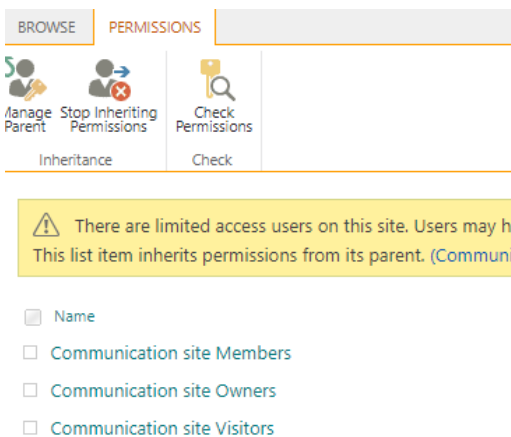 BROWSE PERMISSIONS
Manage Stop Inheriting Check
Parent Permissions Permissions
Inheritance Check
There are limited access users on this site. Users may h
This list item inherits permissions from its parent. (Communi
Name
Communication site Members
Communication site Owners
Communication site Visitors